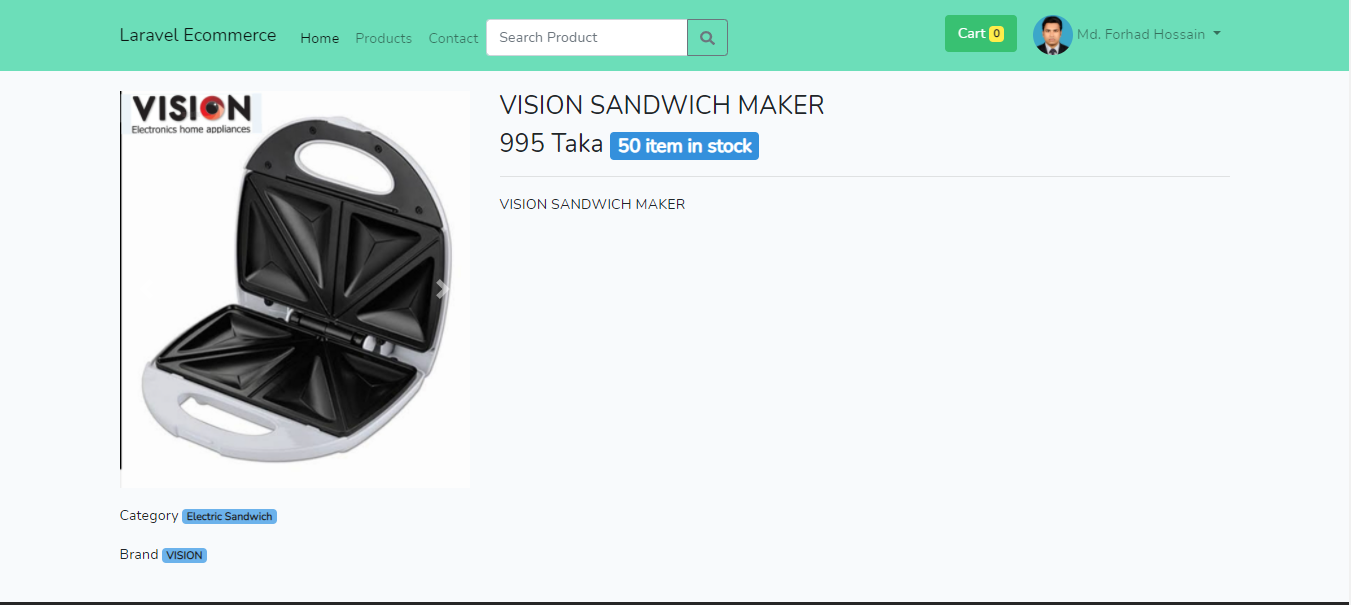 Laravel Ecommerce Home Products Contact Search Product Cart 0 Md. Forhad Hossain
VISION
Electronics home appliances
VISION SANDWICH MAKER
995 Taka 50 item in stock
VISION SANDWICH MAKER
Category Electric Sandwich
Brand VISION